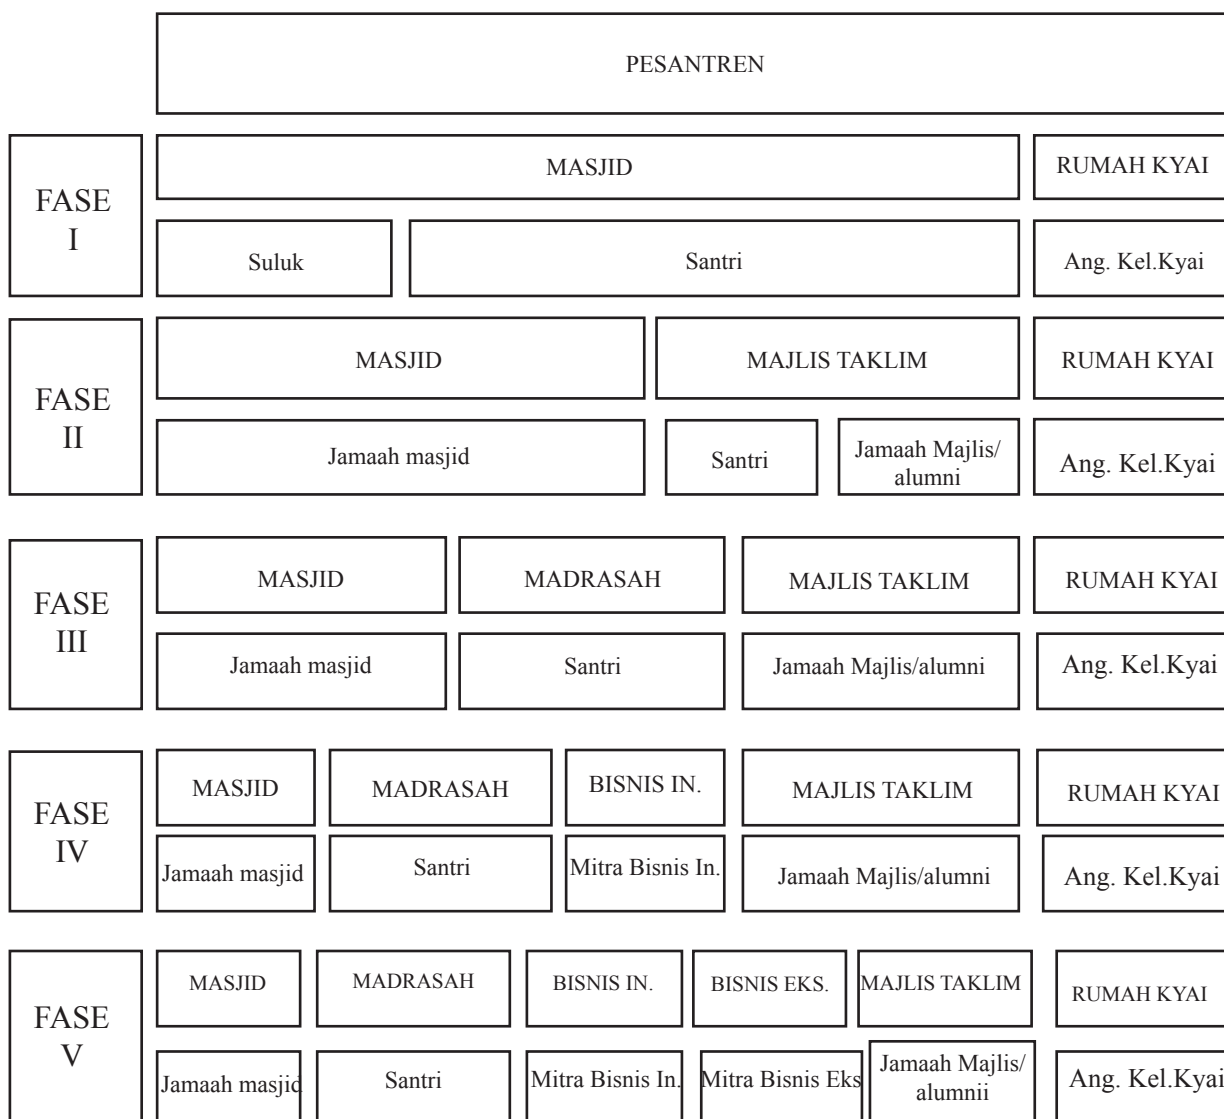 PESANTREN
FASE
I
MASJID
RUMAH KYAI
Suluk
Santri
Ang. Kel.Kyai
FASE
II
MASJID
MAJLIS TAKLIM
RUMAH KYAI
Jamaah masjid
Santri
Jamaah Majlis/
alumni
Ang. Kel.Kyai
FASE
III
MASJID
MADRASAH
MAJLIS TAKLIM
RUMAH KYAI
Jamaah masjid
Santri
Jamaah Majlis/alumni
Ang. Kel.Kyai
FASE
IV
MASJID
MADRASAH
BISNIS IN.
MAJLIS TAKLIM
RUMAH KYAI
Jamaah masjid
Santri
Mitra Bisnis In.
Jamaah Majlis/alumni
Ang. Kel.Kyai
FASE
V
MASJID
MADRASAH
BISNIS IN.
BISNIS EKS.
MAJLIS TAKLIM
RUMAH KYAI
Jamaah masjid
Santri
Mitra Bisnis In.
Mitra Bisnis Eks
Jamaah Majlis/
alumnii
Ang. Kel.Kyai